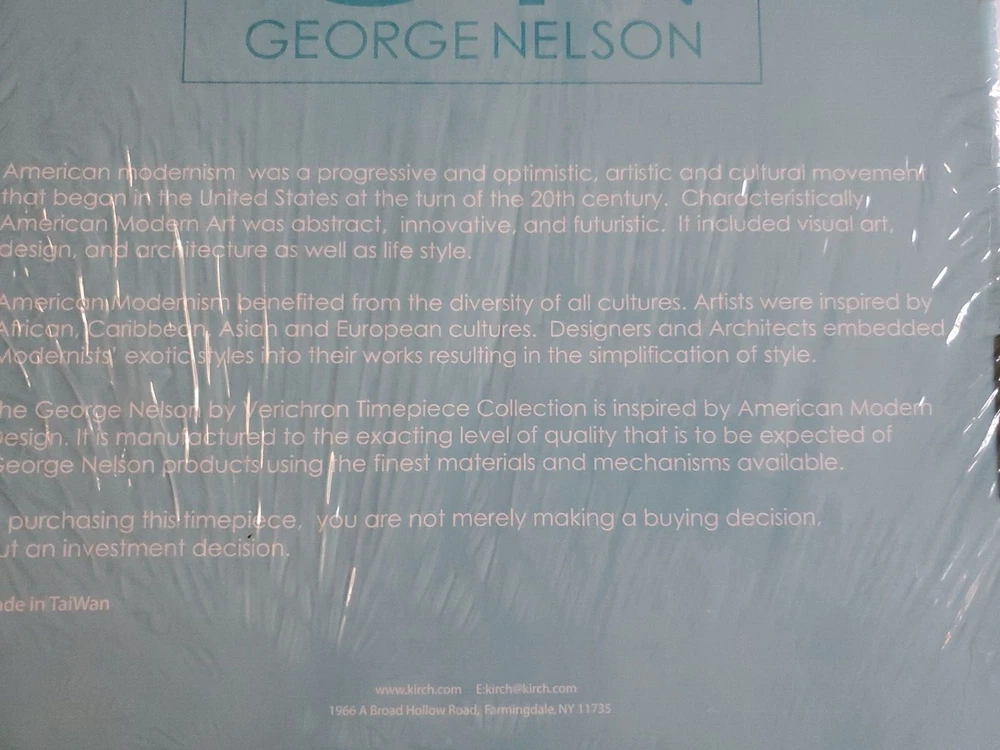 GEORGE NELSON
American modernism was a progressive and optimistic, artistic and cultural movement
that began in the United States at the turn of the 20th century. Characteristically,
American Modern Art was abstract, innovative, and futuristic. It included visual art,
design, and architecture as well as life style.
American Modernism benefited from the diversity of all cultures. Artists were inspired by
African, Caribbean, Asian and European cultures. Designers and Architects embedded
Modernists' exotic styles into their works resulting in the simplification of style.
he George Nelson by Verichron Timepiece Collection is inspired by American Modern
esign. It is manufactured to the exacting level of quality that is to be expected of
George Nelson products using the finest materials and mechanisms available.
purchasing this timepiece, you are not merely making a buying decision,
ut an investment decision.
ade in TaiWan
www.kirch.com E:kirch@kirch.com
1966 A Broad Hollow Road, Farmingdale, NY 11735